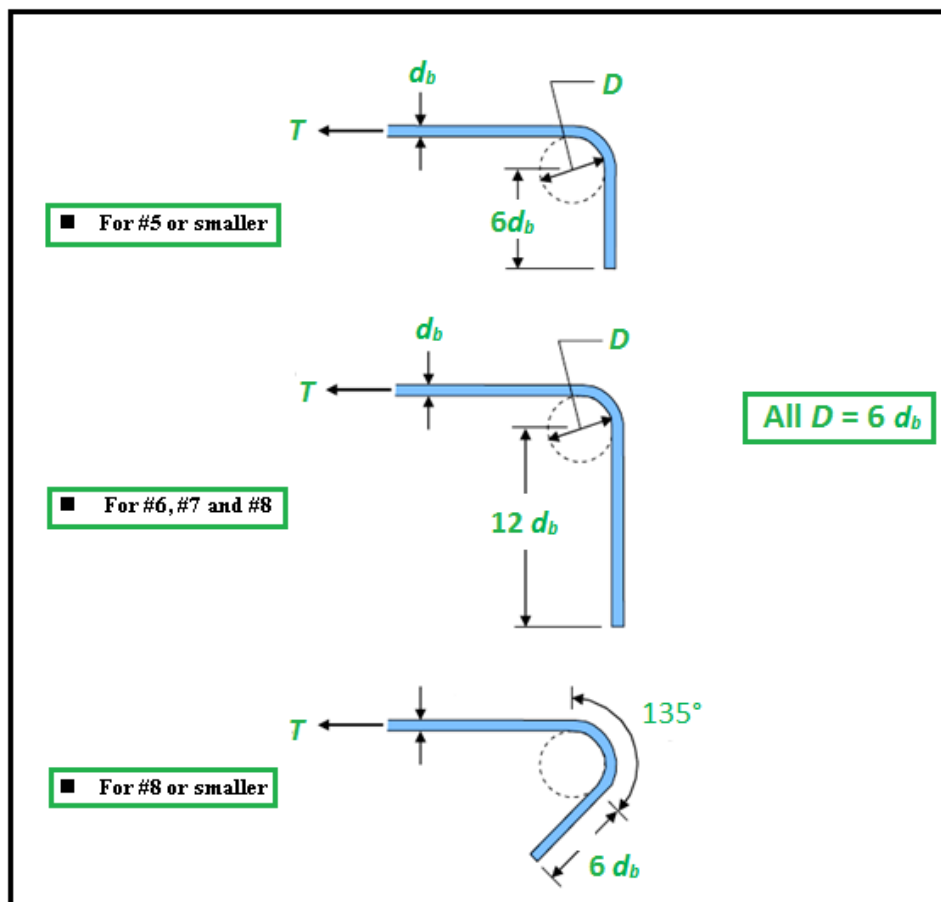 d_b
D
T
6d_b
■ For #5 or smaller
d_b
D
T
All D = 6 d_b
■ For #6, #7 and #8
12 d_b
135°
T
■ For #8 or smaller
6 d_b